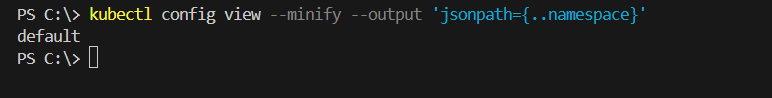 PS C:\> kubectl config view --minify --output 'jsonpath={..namespace}'
default
PS C:\>